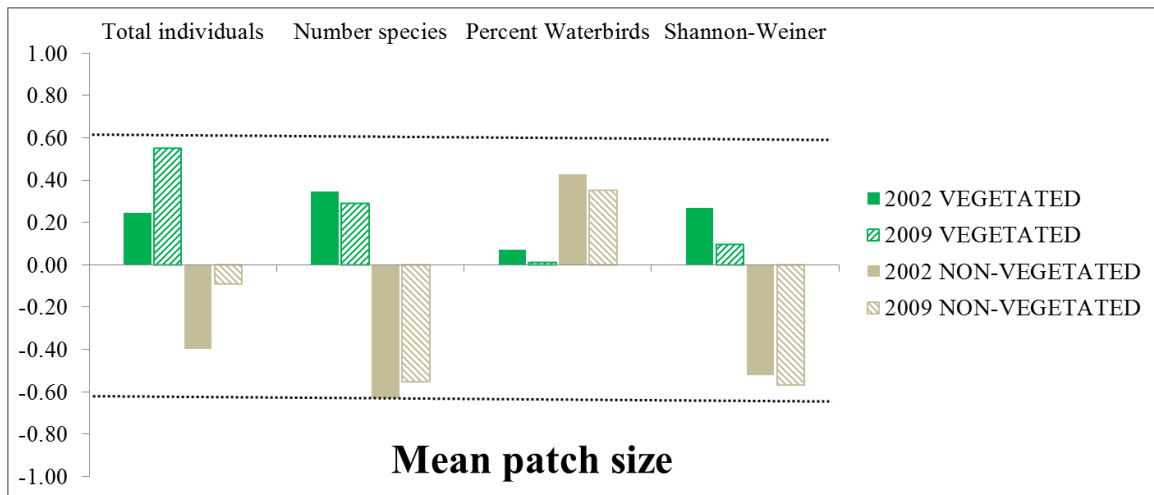 Total individuals Number species Percent Waterbirds Shannon-Weiner
1.00
0.80
0.60
0.40
0.20
0.00
-0.20
-0.40
-0.60
-0.80
-1.00
2002 VEGETATED
2009 VEGETATED
2002 NON-VEGETATED
2009 NON-VEGETATED
Mean patch size